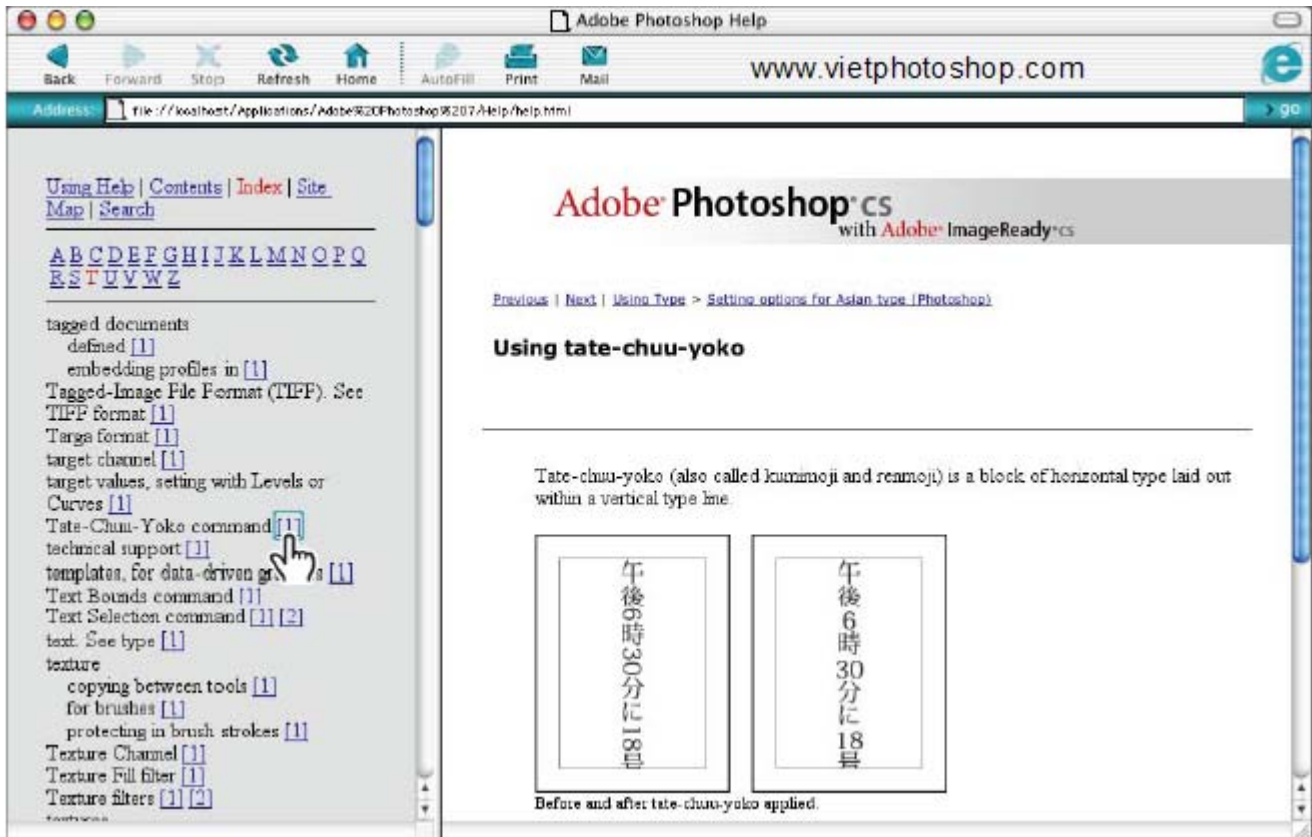 Adobe Photoshop Help
Back Forward Stop Refresh Home AutoFill Print Mail
www.vietphotoshop.com
Address: file://localhost/Applications/Adobe%20Photoshop%207/Help/help.html go
Using Help | Contents | Index | Site
Map | Search
A B C D E F G H I J K L M N O P Q
R S T U V W Z
tagged documents
defined [1]
embedding profiles in [1]
Tagged-Image File Format (TIFF). See
TIFF format [1]
Targa format [1]
target channel [1]
target values, setting with Levels or
Curves [1]
Tate-Chuu-Yoko command [1]
technical support [1]
templates, for data-driven [1]
Text Bounds command [1]
Text Selection command [1] [2]
text. See type [1]
texture
copying between tools [1]
for brushes [1]
protecting in brush strokes [1]
Texture Channel [1]
Texture Fill filter [1]
Texture filters [1] [2]
Adobe Photoshop CS
with Adobe ImageReady CS
Previous | Next | Using Type > Setting options for Asian type (Photoshop)
Using tate-chuu-yoko
Tate-chuu-yoko (also called kumimoji and renmoji) is a block of horizontal type laid out
within a vertical type line.
午後6時30分に18号
午後6時30分に18号
Before and after tate-chuu-yoko applied.